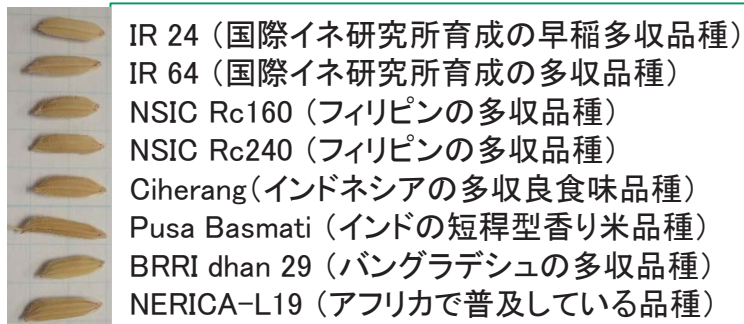 IR 24 (国際イネ研究所育成の早稲多収品種)
IR 64 (国際イネ研究所育成の多収品種)
NSIC Rc160 (フィリピンの多収品種)
NSIC Rc240 (フィリピンの多収品種)
Ciherang(インドネシアの多収良食味品種)
Pusa Basmati (インドの短稈型香り米品種)
BRRI dhan 29 (バングラデシュの多収品種)
NERICA-L19 (アフリカで普及している品種)